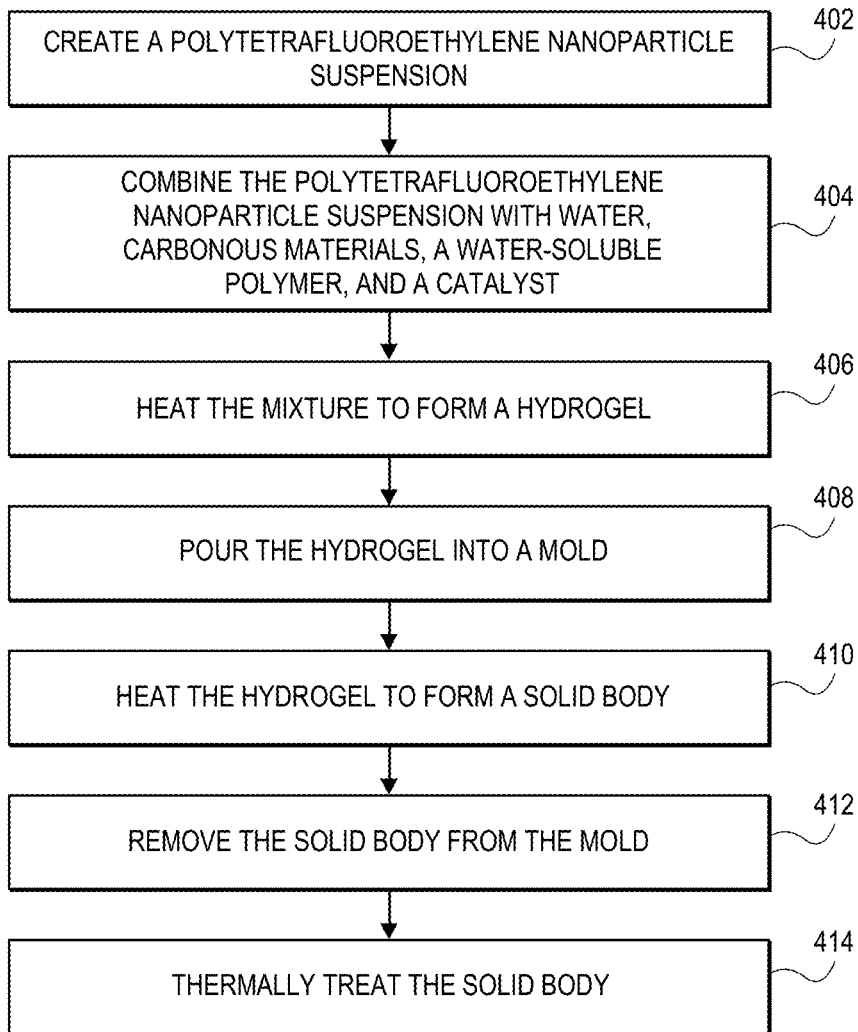 CREATE A POLYTETRAFLUOROETHYLENE NANOPARTICLE
SUSPENSION
402
COMBINE THE POLYTETRAFLUOROETHYLENE
NANOPARTICLE SUSPENSION WITH WATER,
CARBONOUS MATERIALS, A WATER-SOLUBLE
POLYMER, AND A CATALYST
404
HEAT THE MIXTURE TO FORM A HYDROGEL
406
POUR THE HYDROGEL INTO A MOLD
408
HEAT THE HYDROGEL TO FORM A SOLID BODY
410
REMOVE THE SOLID BODY FROM THE MOLD
412
THERMALLY TREAT THE SOLID BODY
414